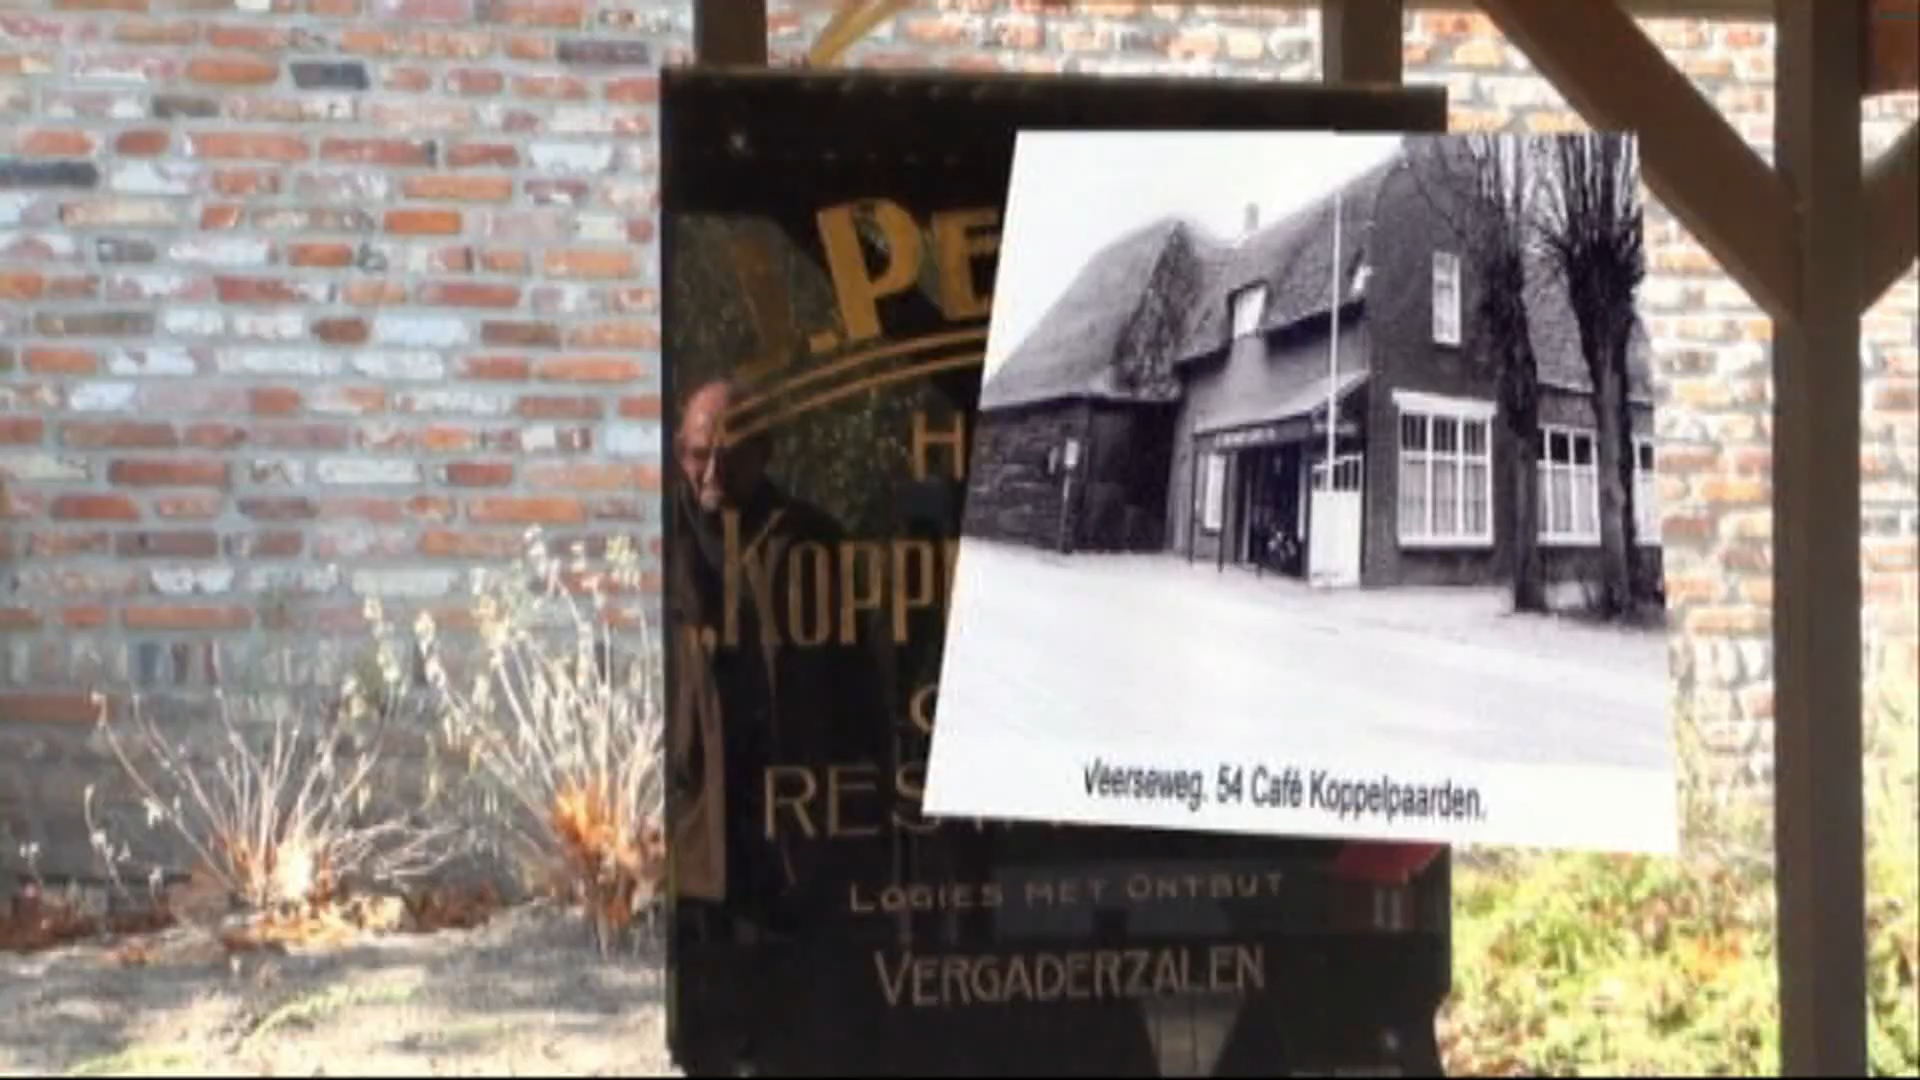 J. PE
H
„KOPP
RES
LOGIES MET ONTBIJT
VERGADERZALEN
Veerseweg. 54 Café Koppelpaarden.